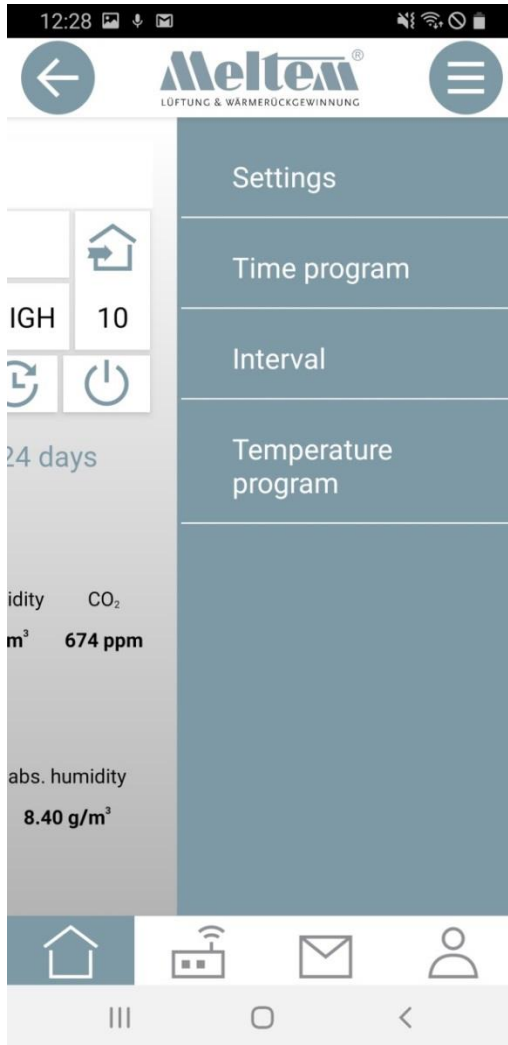 12:28
Meltem®
LÜFTUNG & WÄRMERÜCKGEWINNUNG
Settings
Time program
Interval
Temperature
program
IGH 10
24 days
idity CO₂
m³ 674 ppm
abs. humidity
8.40 g/m³